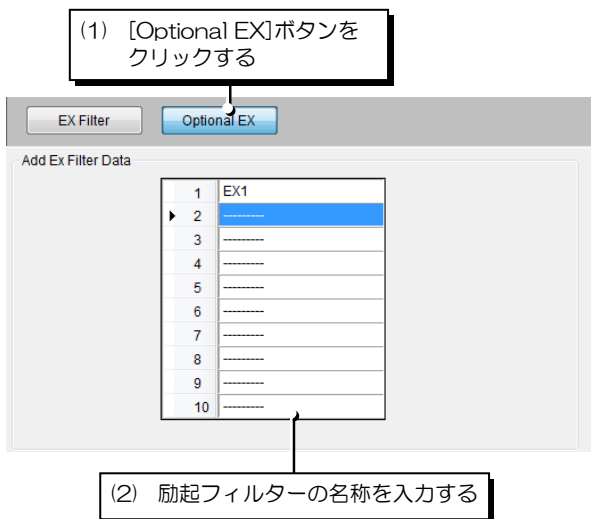 (1) [Optional EX]ボタンを
クリックする
EX Filter
Optional EX
Add Ex Filter Data
1 EX1
2 ---------
3 ---------
4 ---------
5 ---------
6 ---------
7 ---------
8 ---------
9 ---------
10 ---------
(2) 励起フィルターの名称を入力する